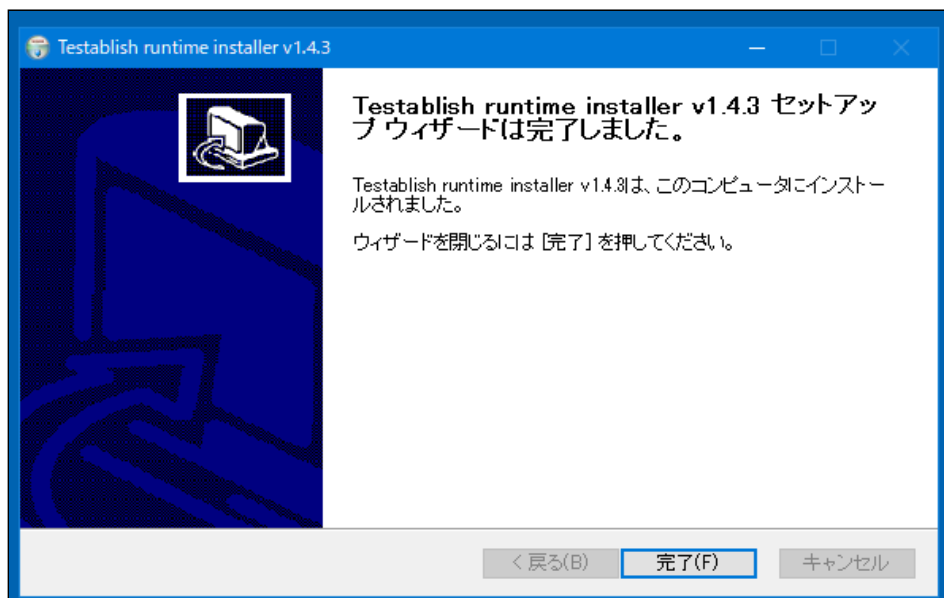 Testablish runtime installer v1.4.3
Testablish runtime installer v1.4.3 セットアッ
プ ウィザードは完了しました。
Testablish runtime installer v1.4.3は、このコンピュータにインストー
ルされました。
ウィザードを閉じるには [完了] を押してください。
< 戻る(B) 完了(F) キャンセル